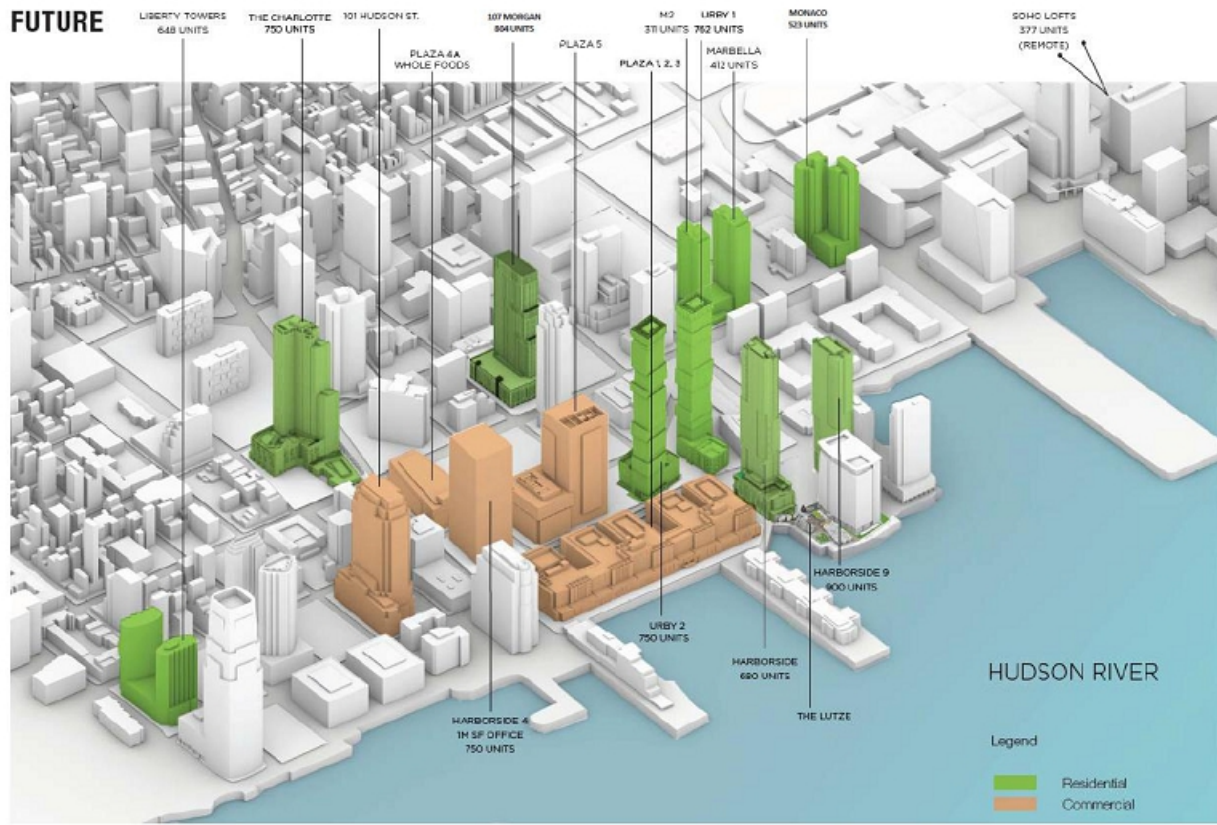 FUTURE
LIBERTY TOWERS
648 UNITS
THE CHARLOTTE
750 UNITS
101 HUDSON ST.
PLAZA 4A
WHOLE FOODS
107 MORGAN
804 UNITS
PLAZA 5
PLAZA 1, 2, 3
M2
311 UNITS
URBY 1
762 UNITS
MARBELLA
412 UNITS
MONACO
523 UNITS
SOHO LOFTS
377 UNITS
(REMOTE)
HARBORSIDE 9
900 UNITS
URBY 2
750 UNITS
HARBORSIDE
680 UNITS
THE LUTZE
HARBORSIDE 4
1M SF OFFICE
750 UNITS
HUDSON RIVER
Legend
Residential
Commercial